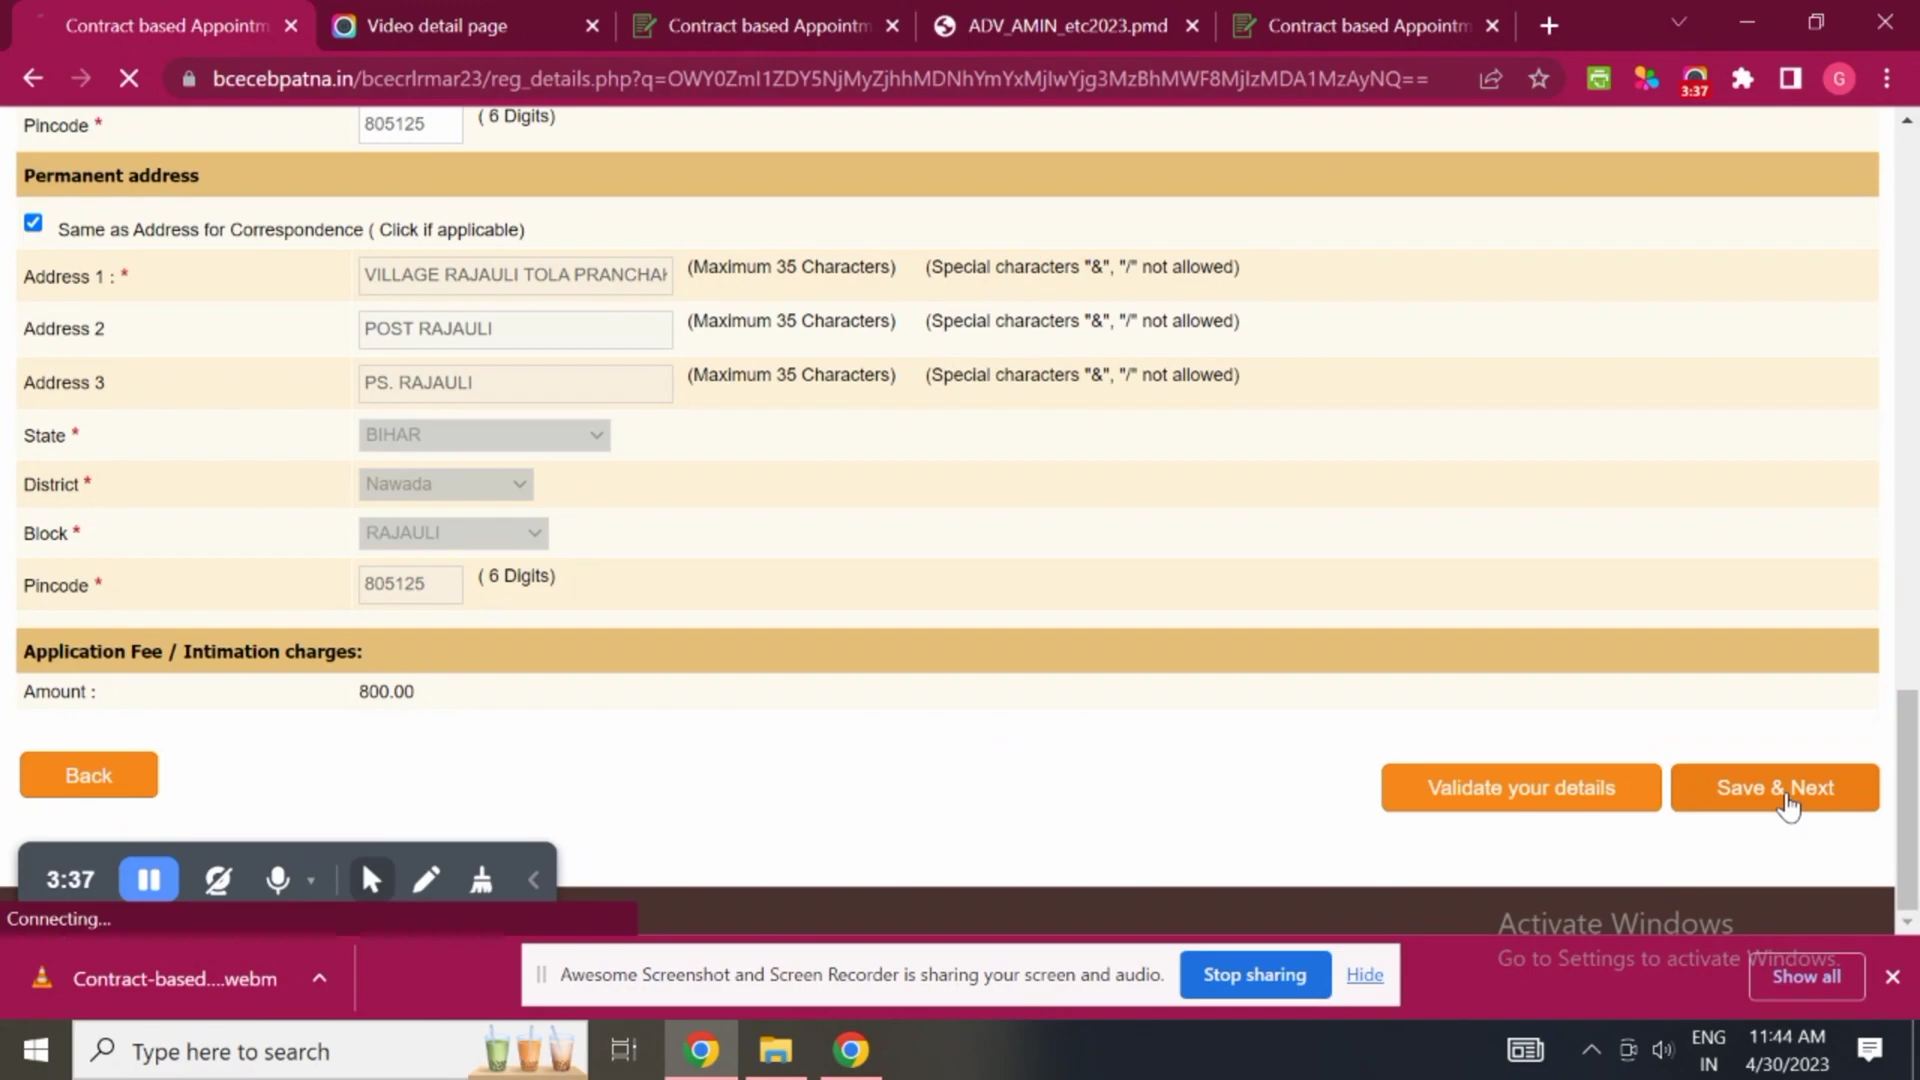 Contract based Appointm
Video detail page
Contract based Appointm
ADV_AMIN_etc2023.pmd
Contract based Appointm
bcecebpatna.in/bcecrlrmar23/reg_details.php?q=OWY0ZmI1ZDY5NjMyZjhhMDNhYmYxMjIwYjg3MzBhMWF8MjIzMDA1MzAyNQ==
3:37
G
Pincode *
805125
( 6 Digits)
Permanent address
Same as Address for Correspondence ( Click if applicable)
Address 1 : *
VILLAGE RAJAULI TOLA PRANCHAK
(Maximum 35 Characters)
(Special characters "&", "/" not allowed)
Address 2
POST RAJAULI
(Maximum 35 Characters)
(Special characters "&", "/" not allowed)
Address 3
PS. RAJAULI
(Maximum 35 Characters)
(Special characters "&", "/" not allowed)
State *
BIHAR
District *
Nawada
Block *
RAJAULI
Pincode *
805125
( 6 Digits)
Application Fee / Intimation charges:
Amount :
800.00
Back
Validate your details
Save & Next
3:37
Connecting...
Activate Windows
Go to Settings to activate Windows.
Contract-based....webm
Awesome Screenshot and Screen Recorder is sharing your screen and audio.
Stop sharing
Hide
Show all
Type here to search
ENG
IN
11:44 AM
4/30/2023